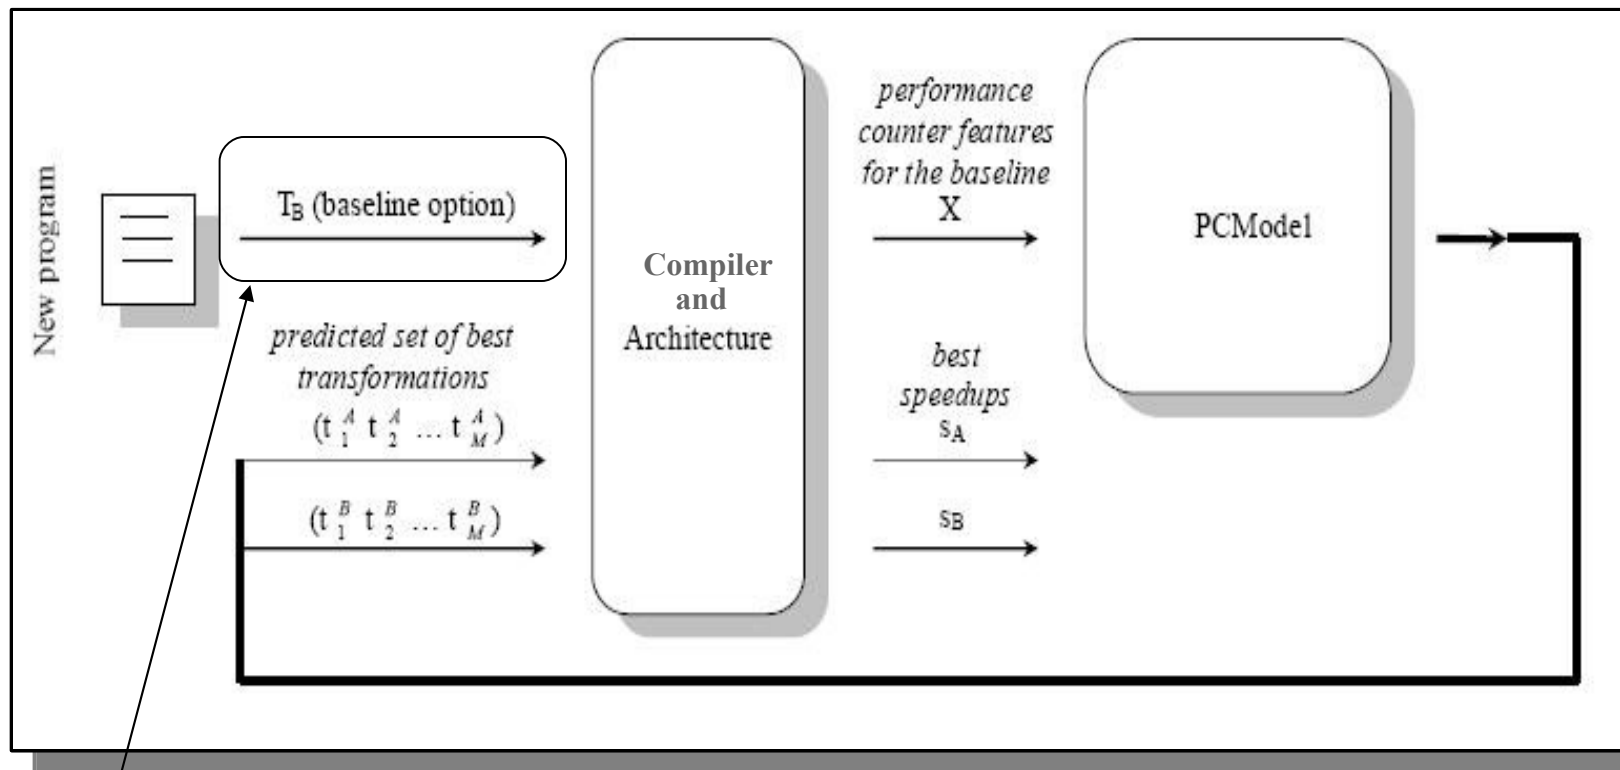 New program
T_B (baseline option)
predicted set of best
transformations
(t_1^A t_2^A ... t_M^A)
(t_1^B t_2^B ... t_M^B)
Compiler
and
Architecture
performance
counter features
for the baseline
X
best
speedups
s_A
s_B
PCModel